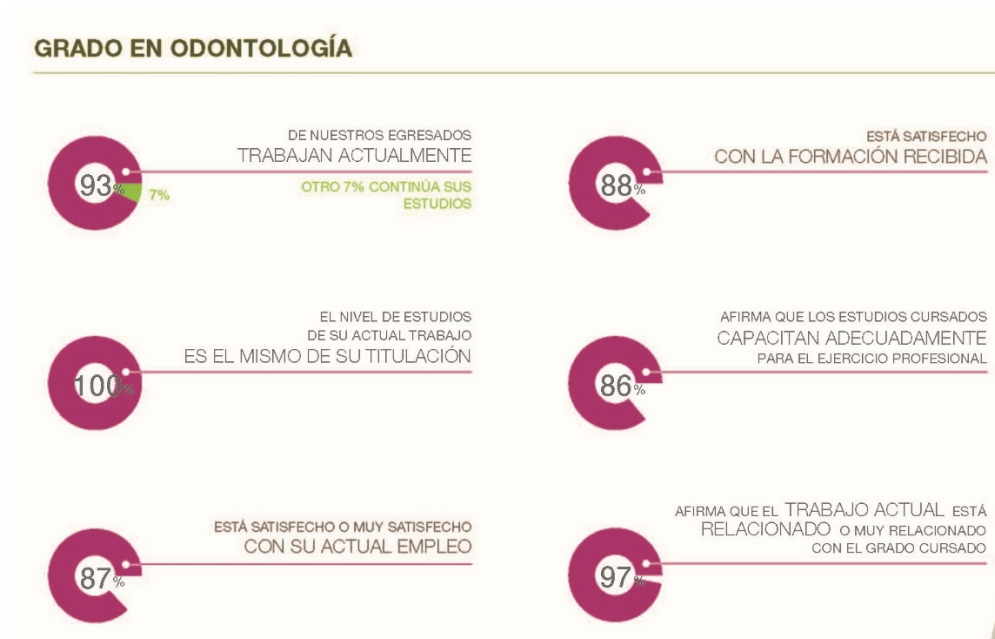 GRADO EN ODONTOLOGÍA
93%
7%
DE NUESTROS EGRESADOS
TRABAJAN ACTUALMENTE
OTRO 7% CONTINÚA SUS
ESTUDIOS
88%
ESTÁ SATISFECHO
CON LA FORMACIÓN RECIBIDA
100%
EL NIVEL DE ESTUDIOS
DE SU ACTUAL TRABAJO
ES EL MISMO DE SU TITULACIÓN
86%
AFIRMA QUE LOS ESTUDIOS CURSADOS
CAPACITAN ADECUADAMENTE
PARA EL EJERCICIO PROFESIONAL
87%
ESTÁ SATISFECHO O MUY SATISFECHO
CON SU ACTUAL EMPLEO
97%
AFIRMA QUE EL TRABAJO ACTUAL ESTÁ
RELACIONADO O MUY RELACIONADO
CON EL GRADO CURSADO